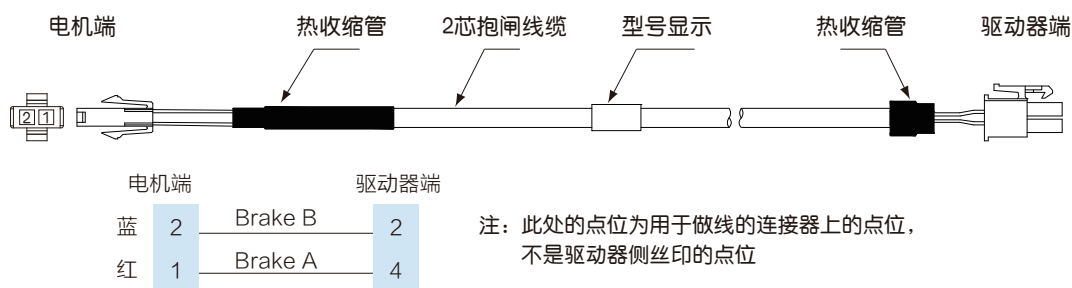 电机端 热收缩管 2芯抱闸线缆 型号显示 热收缩管 驱动器端
2 1
电机端 驱动器端
蓝 2 Brake B 2
红 1 Brake A 4
注：此处的点位为用于做线的连接器上的点位，
不是驱动器侧丝印的点位